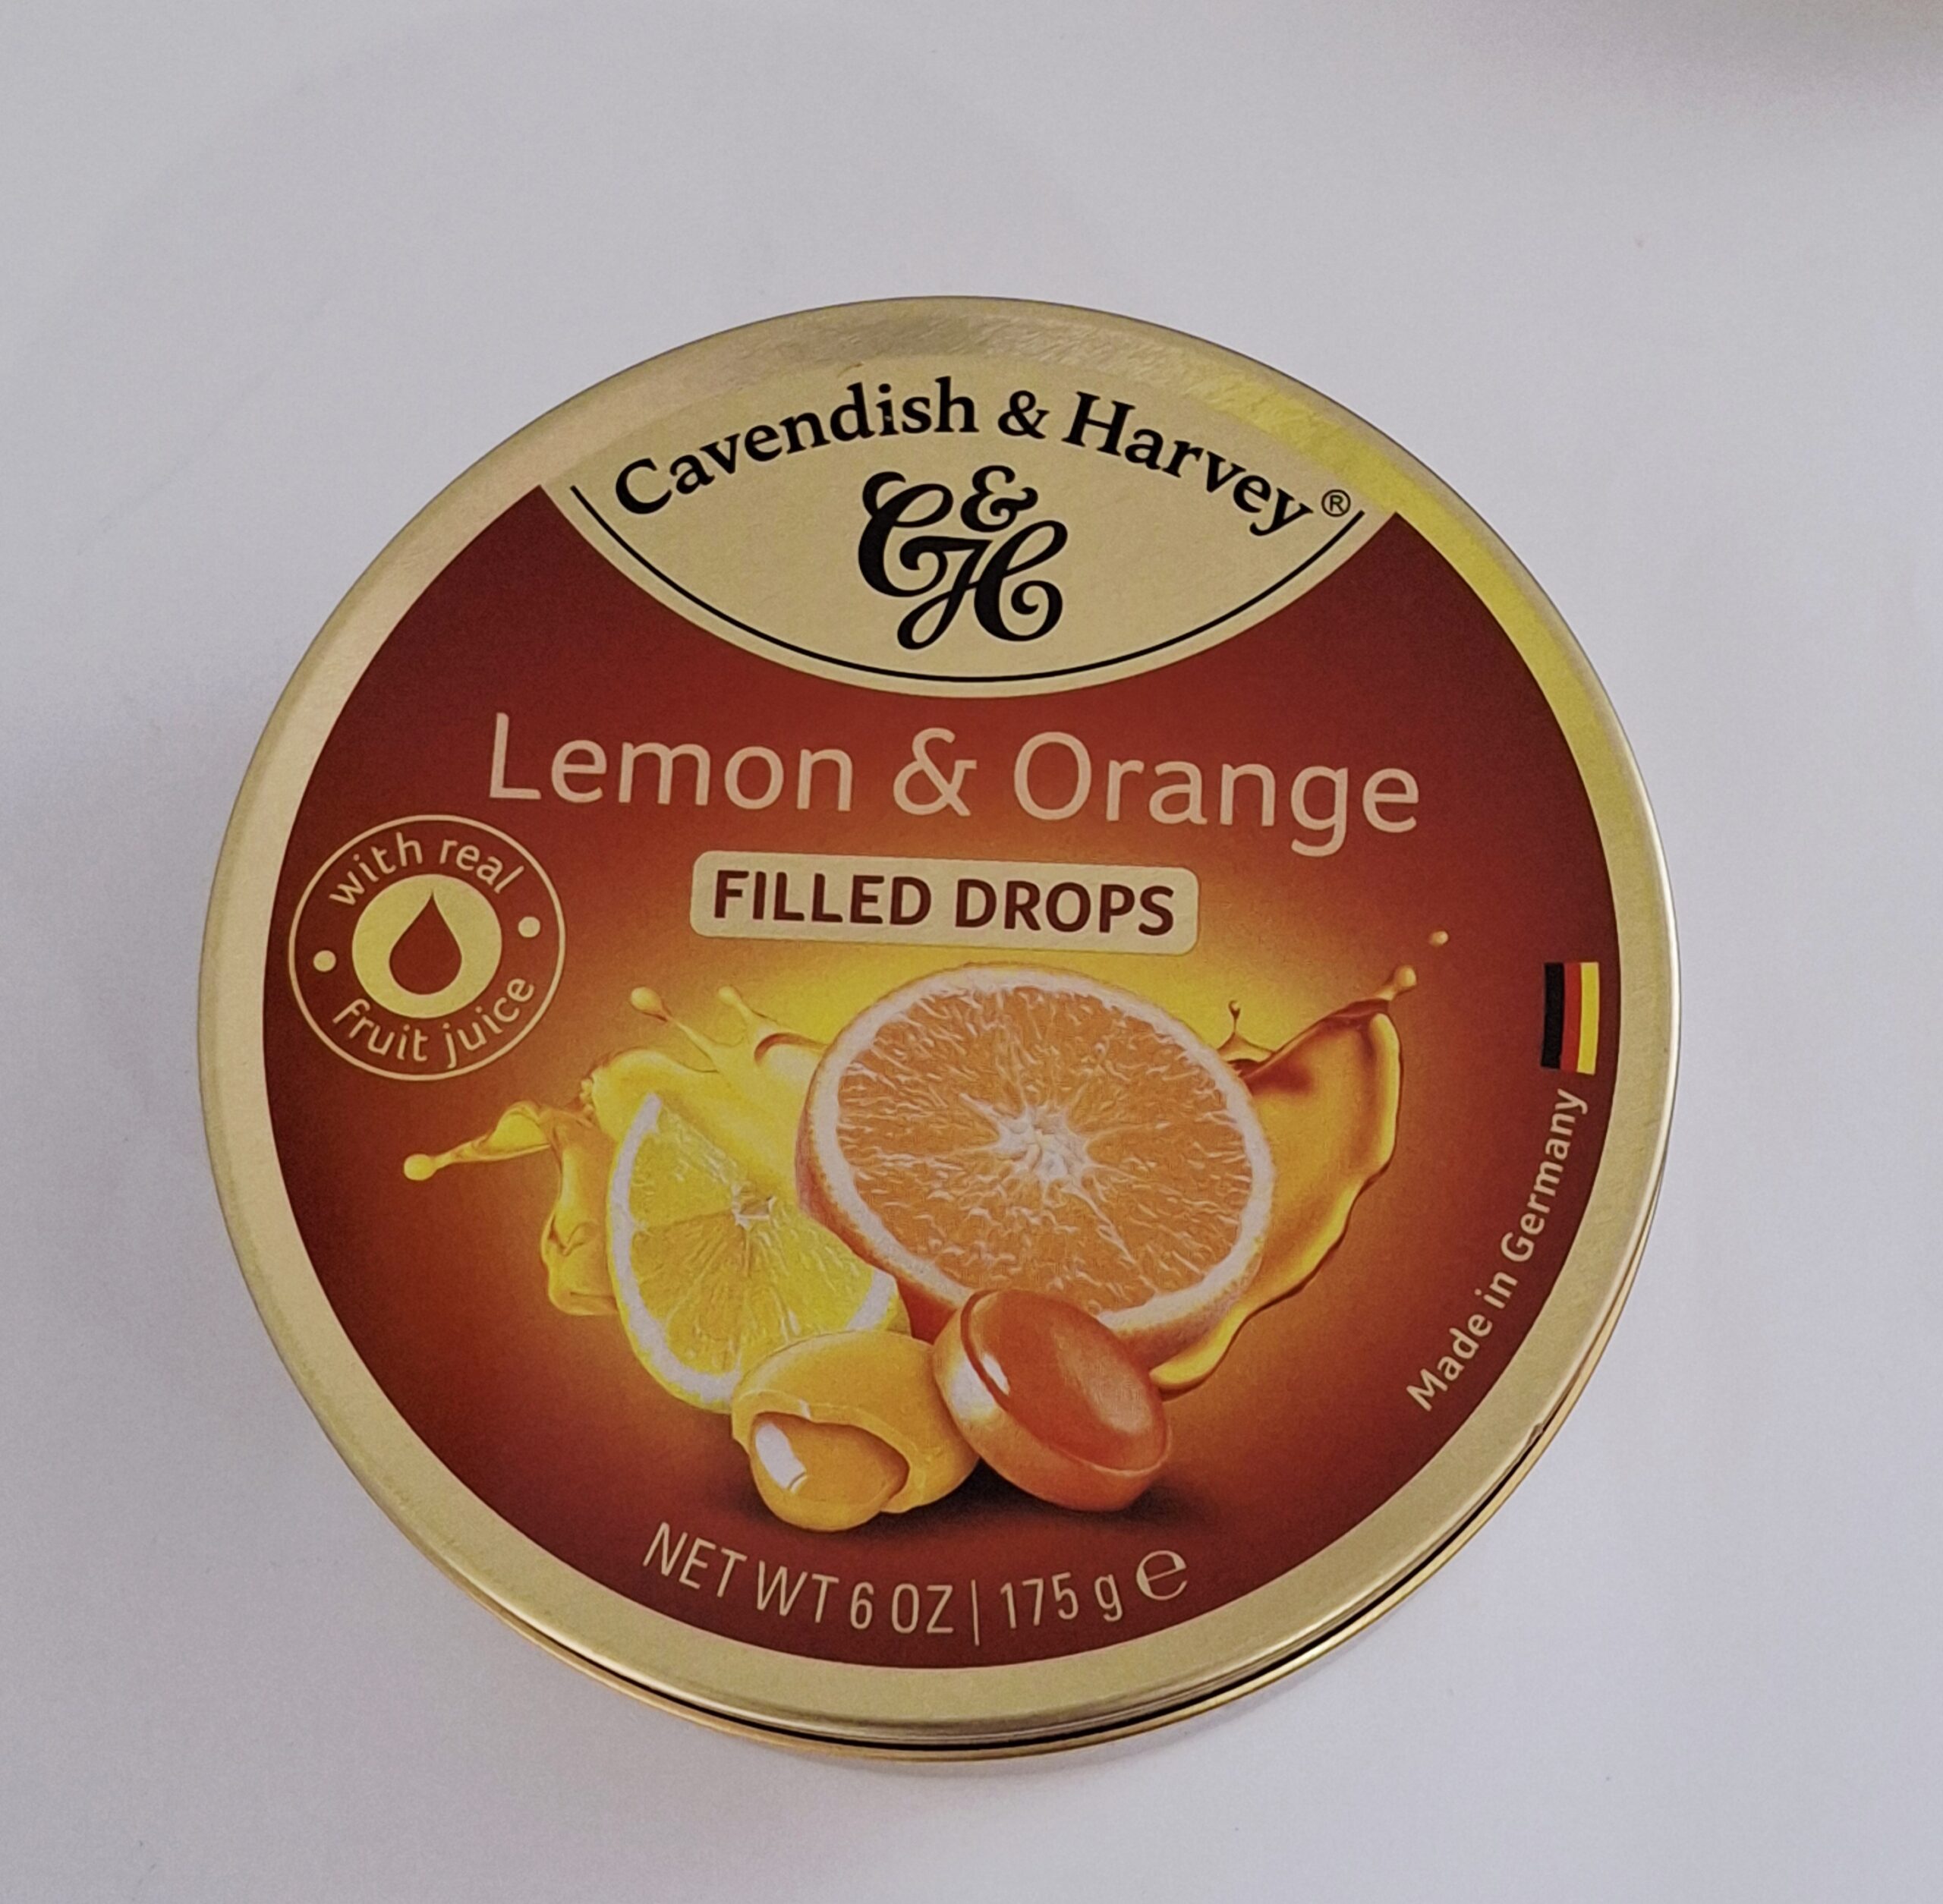 Cavendish & Harvey®
C&H
Lemon & Orange
FILLED DROPS
with real
fruit juice
Made in Germany
NET WT 6 OZ | 175 g ℮